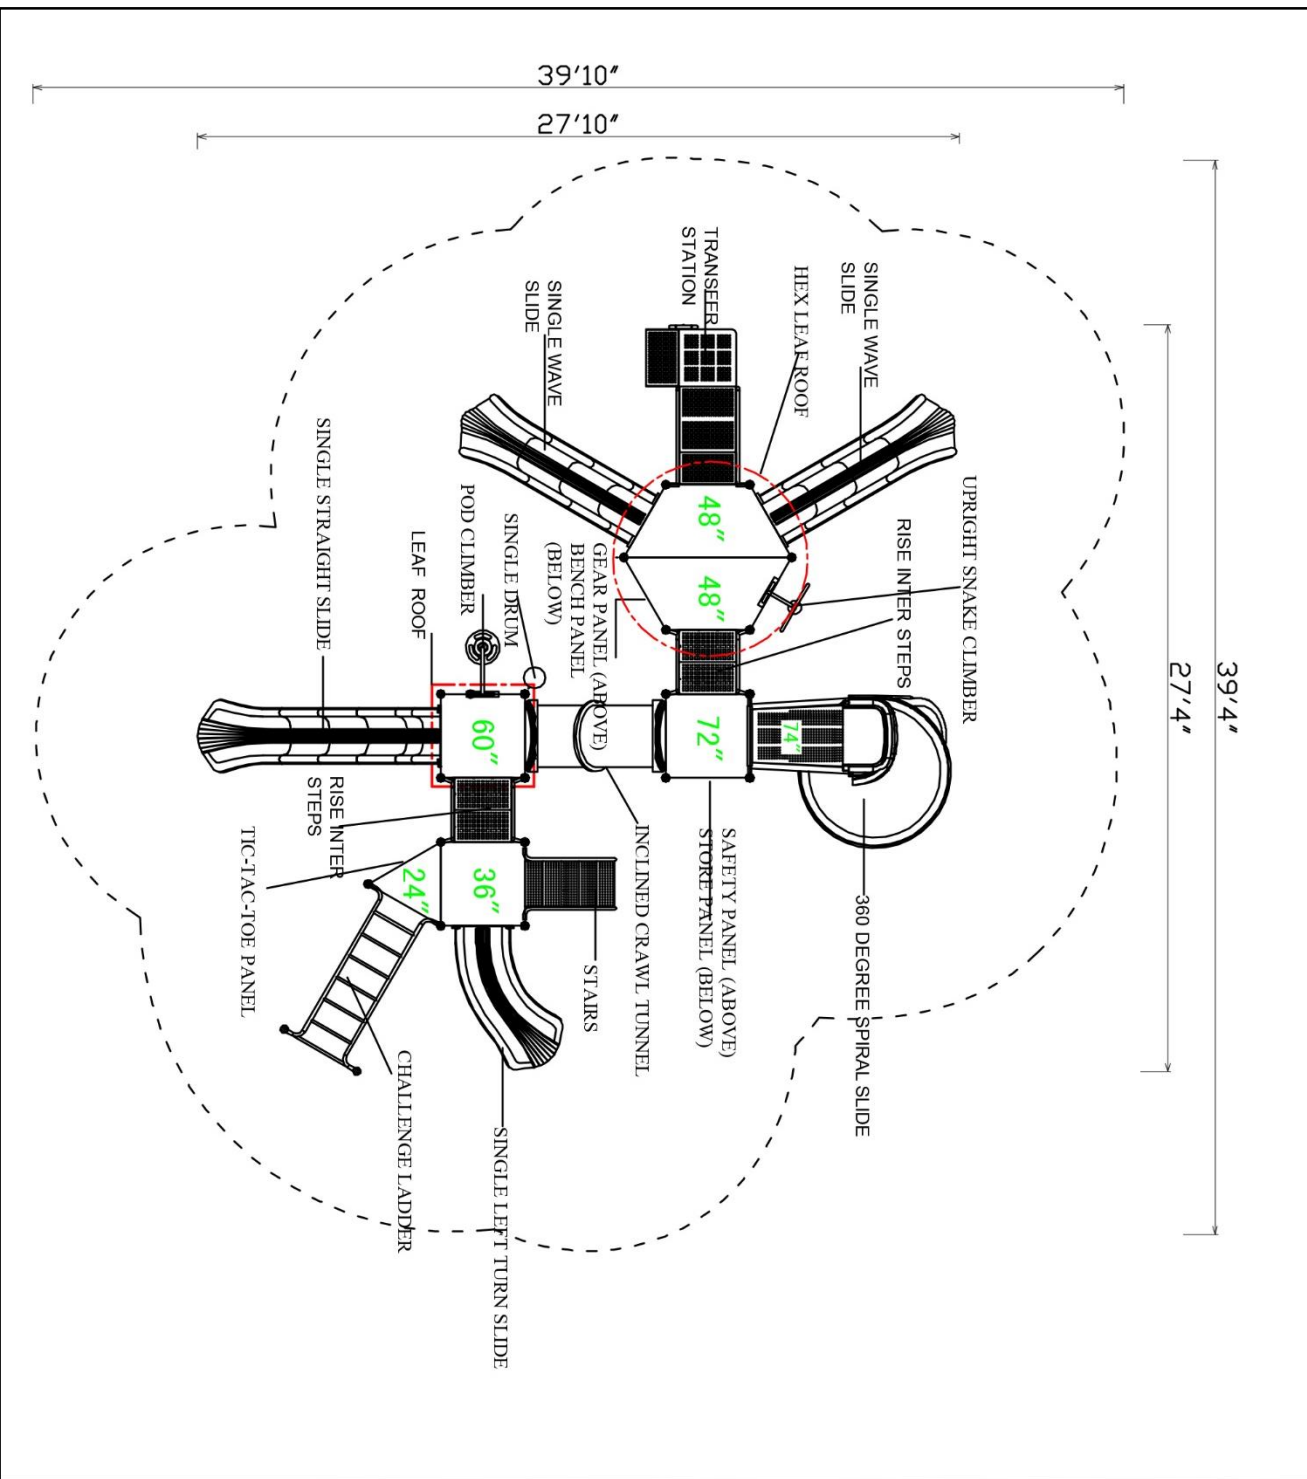 39'10"
27'10"
39'4"
27'4"
TRANSFER
STATION
SINGLE WAVE
SLIDE
HEX LEAF ROOF
SINGLE WAVE
SLIDE
UPRIGHT SNAKE CLIMBER
RISE INTER STEPS
48"
48"
GEAR PANEL (ABOVE)
BENCH PANEL
(BELOW)
SINGLE DRUM
POD CLIMBER
LEAF ROOF
SINGLE STRAIGHT SLIDE
60"
72"
74"
RISE INTER
STEPS
TIC-TAC-TOE PANEL
24"
36"
STAIRS
INCLINED CRAWL TUNNEL
SAFETY PANEL (ABOVE)
STORE PANEL (BELOW)
360 DEGREE SPIRAL SLIDE
CHALLENGE LADDER
SINGLE LEFT TURN SLIDE